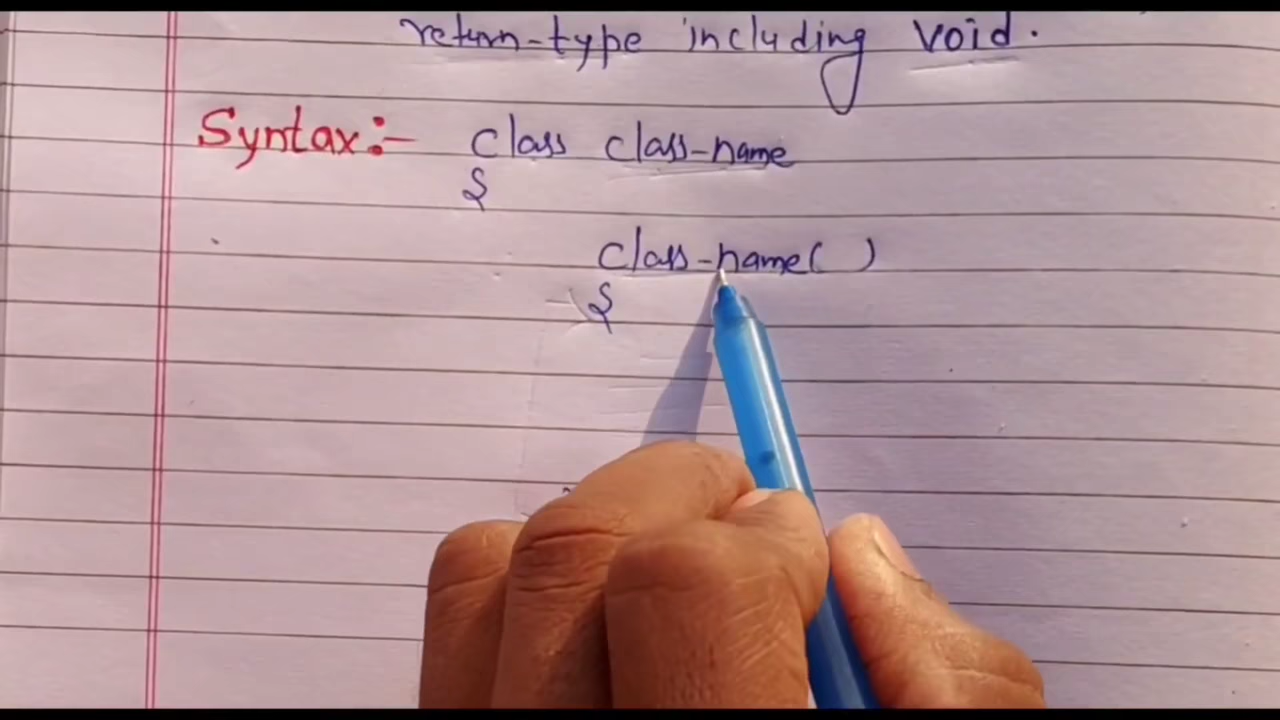 return-type including void.
Syntax:- class class-name
{
class-name( )
{